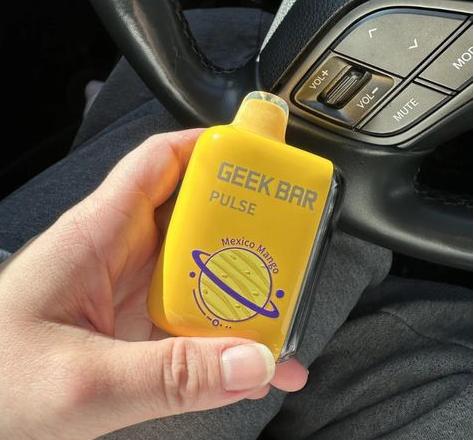 GEEK BAR
PULSE
Mexico Mango
VOL+
VOL-
MUTE